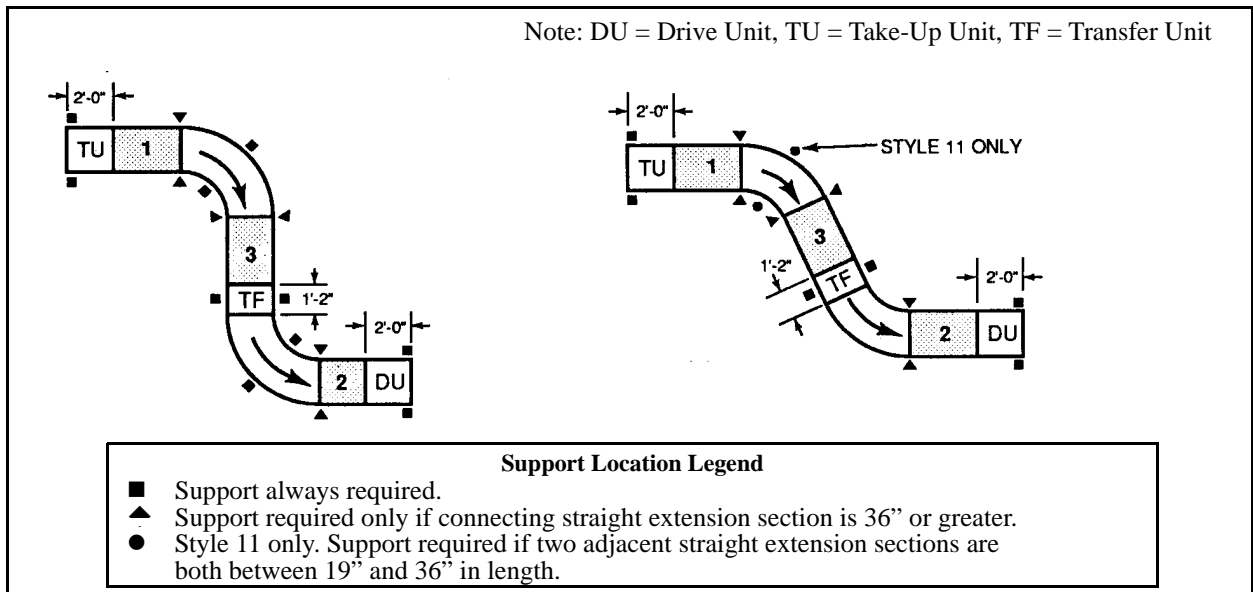 Note: DU = Drive Unit, TU = Take-Up Unit, TF = Transfer Unit
2'-0"
TU
1
3
TF
1'-2"
2'-0"
2
DU
2'-0"
STYLE 11 ONLY
TU
1
3
1'-2"
TF
2'-0"
2
DU
Support Location Legend
Support always required.
Support required only if connecting straight extension section is 36” or greater.
Style 11 only. Support required if two adjacent straight extension sections are
both between 19” and 36” in length.